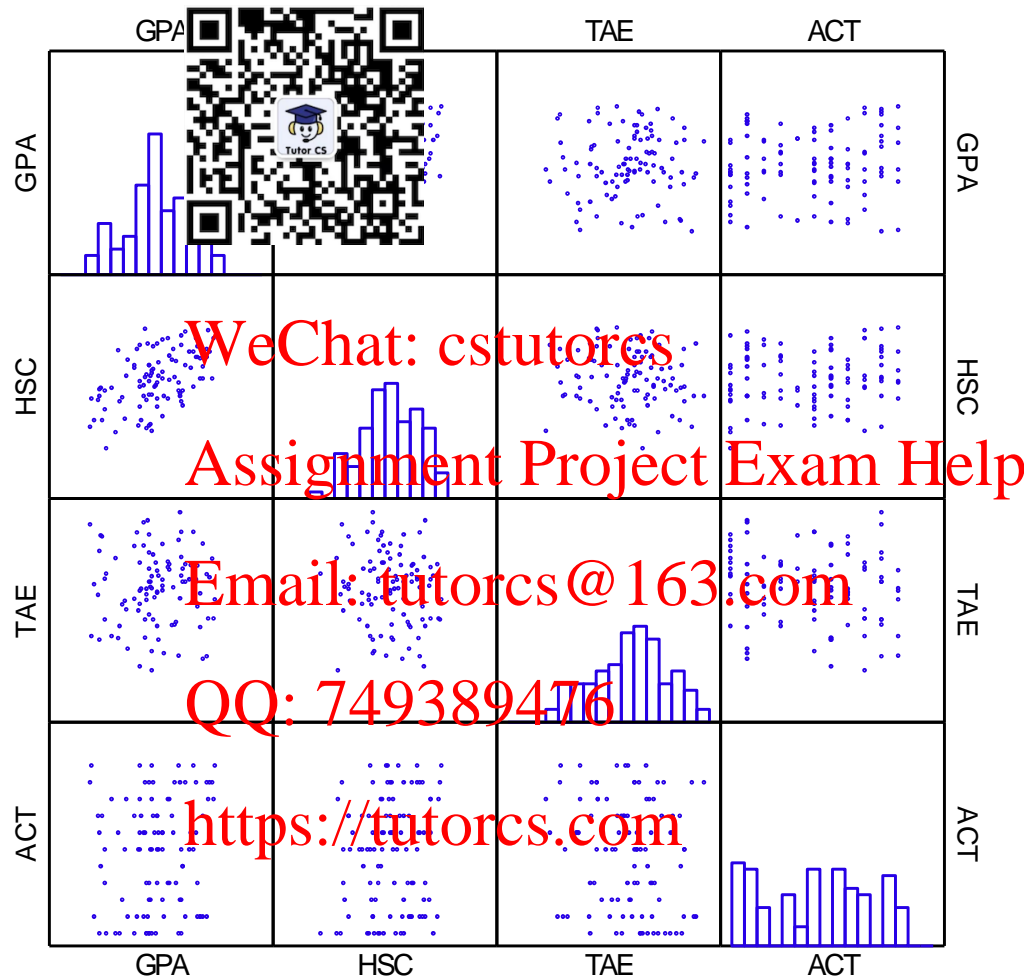 GPA TAE ACT
Tutor CS
GPA GPA
WeChat: cstutorcs
HSC HSC
Assignment Project Exam Help
Email: tutorcs@163.com
TAE TAE
QQ: 749389476
https://tutorcs.com
ACT ACT
GPA HSC TAE ACT